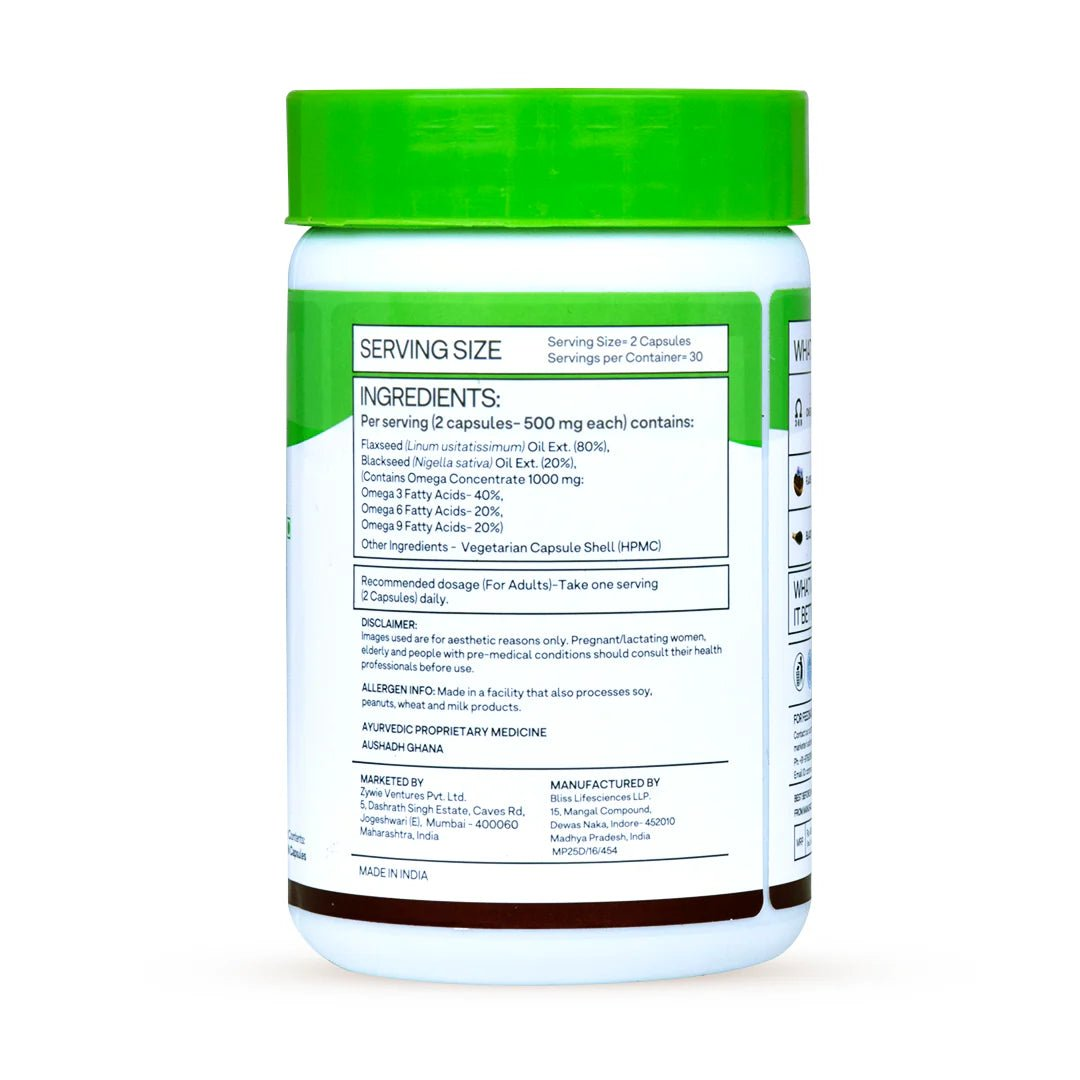 SERVING SIZE
Serving Size= 2 Capsules
Servings per Container= 30
INGREDIENTS:
Per serving (2 capsules- 500 mg each) contains:
Flaxseed (Linum usitatissimum) Oil Ext. (80%),
Blackseed (Nigella sativa) Oil Ext. (20%),
(Contains Omega Concentrate 1000 mg:
Omega 3 Fatty Acids- 40%,
Omega 6 Fatty Acids- 20%,
Omega 9 Fatty Acids- 20%)
Other Ingredients - Vegetarian Capsule Shell (HPMC)
Recommended dosage (For Adults)-Take one serving
(2 Capsules) daily.
DISCLAIMER:
Images used are for aesthetic reasons only. Pregnant/lactating women,
elderly and people with pre-medical conditions should consult their health
professionals before use.
ALLERGEN INFO: Made in a facility that also processes soy,
peanuts, wheat and milk products.
AYURVEDIC PROPRIETARY MEDICINE
AUSHADH GHANA
MARKETED BY
Zywie Ventures Pvt. Ltd.
5, Dashrath Singh Estate, Caves Rd,
Jogeshwari (E), Mumbai - 400060
Maharashtra, India
MANUFACTURED BY
Bliss Lifesciences LLP.
15, Mangal Compound,
Dewas Naka, Indore- 452010
Madhya Pradesh, India
MP25D/16/454
MADE IN INDIA
Contents:
Capsules
WHAT
IT BET
FOR FEED
MRP